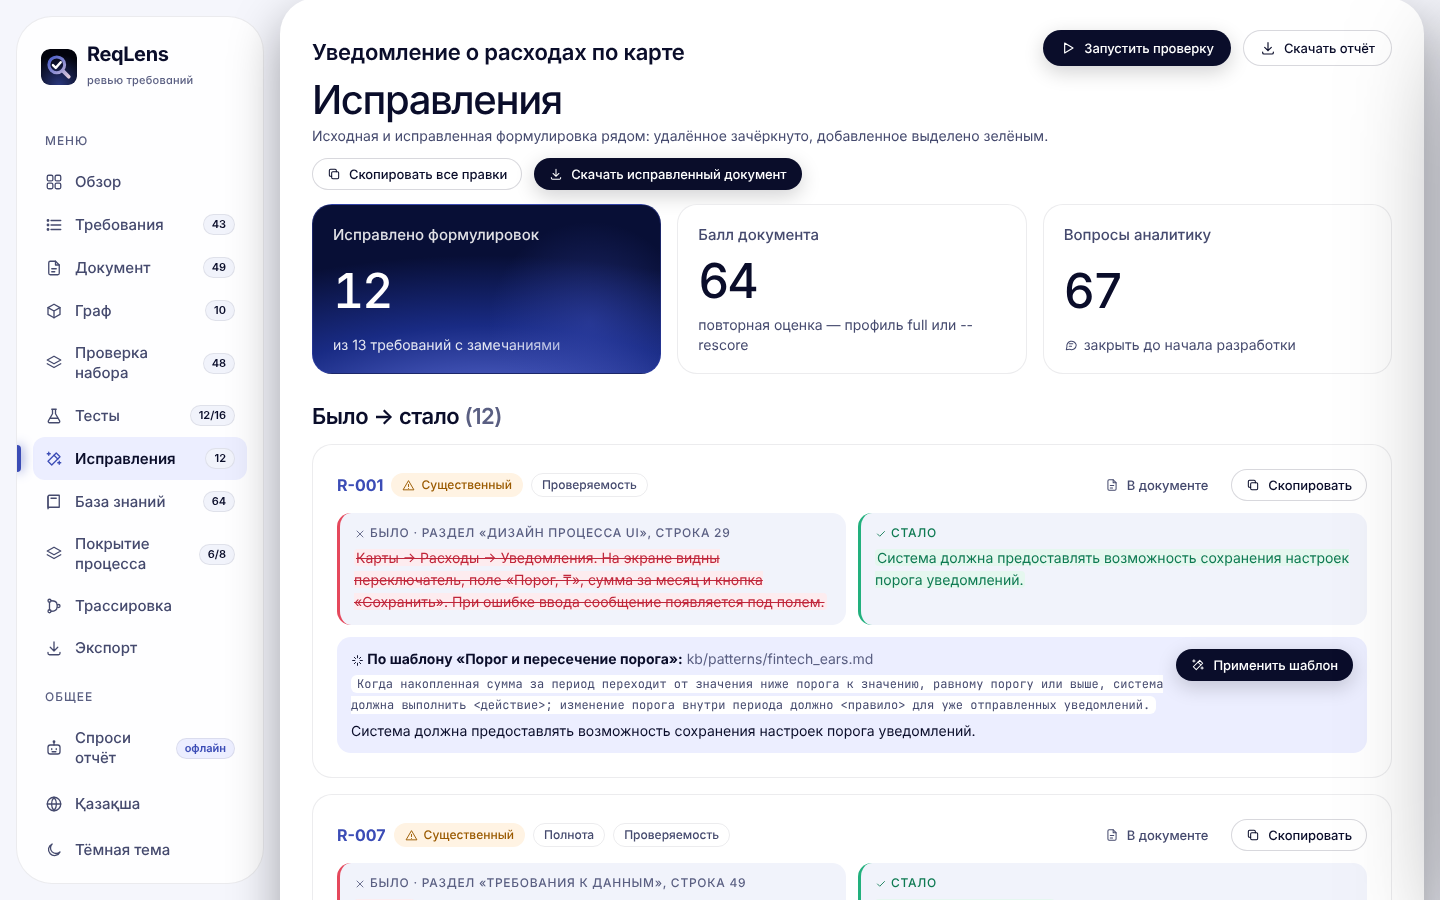 ReqLens
ревью требований
МЕНЮ
Обзор
Требования 43
Документ 49
Граф 10
Проверка
набора 48
Тесты 12/16
Исправления 12
База знаний 64
Покрытие
процесса 6/8
Трассировка
Экспорт
ОБЩЕЕ
Спроси
отчёт офлайн
Қазақша
Тёмная тема
Уведомление о расходах по карте
Запустить проверку
Скачать отчёт
Исправления
Исходная и исправленная формулировка рядом: удалённое зачёркнуто, добавленное выделено зелёным.
Скопировать все правки
Скачать исправленный документ
Исправлено формулировок
12
из 13 требований с замечаниями
Балл документа
64
повторная оценка — профиль full или --
rescore
Вопросы аналитику
67
закрыть до начала разработки
Было → стало (12)
R-001 Существенный Проверяемость В документе Скопировать
БЫЛО · РАЗДЕЛ «ДИЗАЙН ПРОЦЕССА UI», СТРОКА 29
Карты → Расходы → Уведомления. На экране видны
переключатель, поле «Порог, ₸», сумма за месяц и кнопка
«Сохранить». При ошибке ввода сообщение появляется под полем.
СТАЛО
Система должна предоставлять возможность сохранения настроек
порога уведомлений.
По шаблону «Порог и пересечение порога»: kb/patterns/fintech_ears.md
Применить шаблон
Когда накопленная сумма за период переходит от значения ниже порога к значению, равному порогу или выше, система
должна выполнить <действие>; изменение порога внутри периода должно <правило> для уже отправленных уведомлений.
Система должна предоставлять возможность сохранения настроек порога уведомлений.
R-007 Существенный Полнота Проверяемость В документе Скопировать
БЫЛО · РАЗДЕЛ «ТРЕБОВАНИЯ К ДАННЫМ», СТРОКА 49
СТАЛО